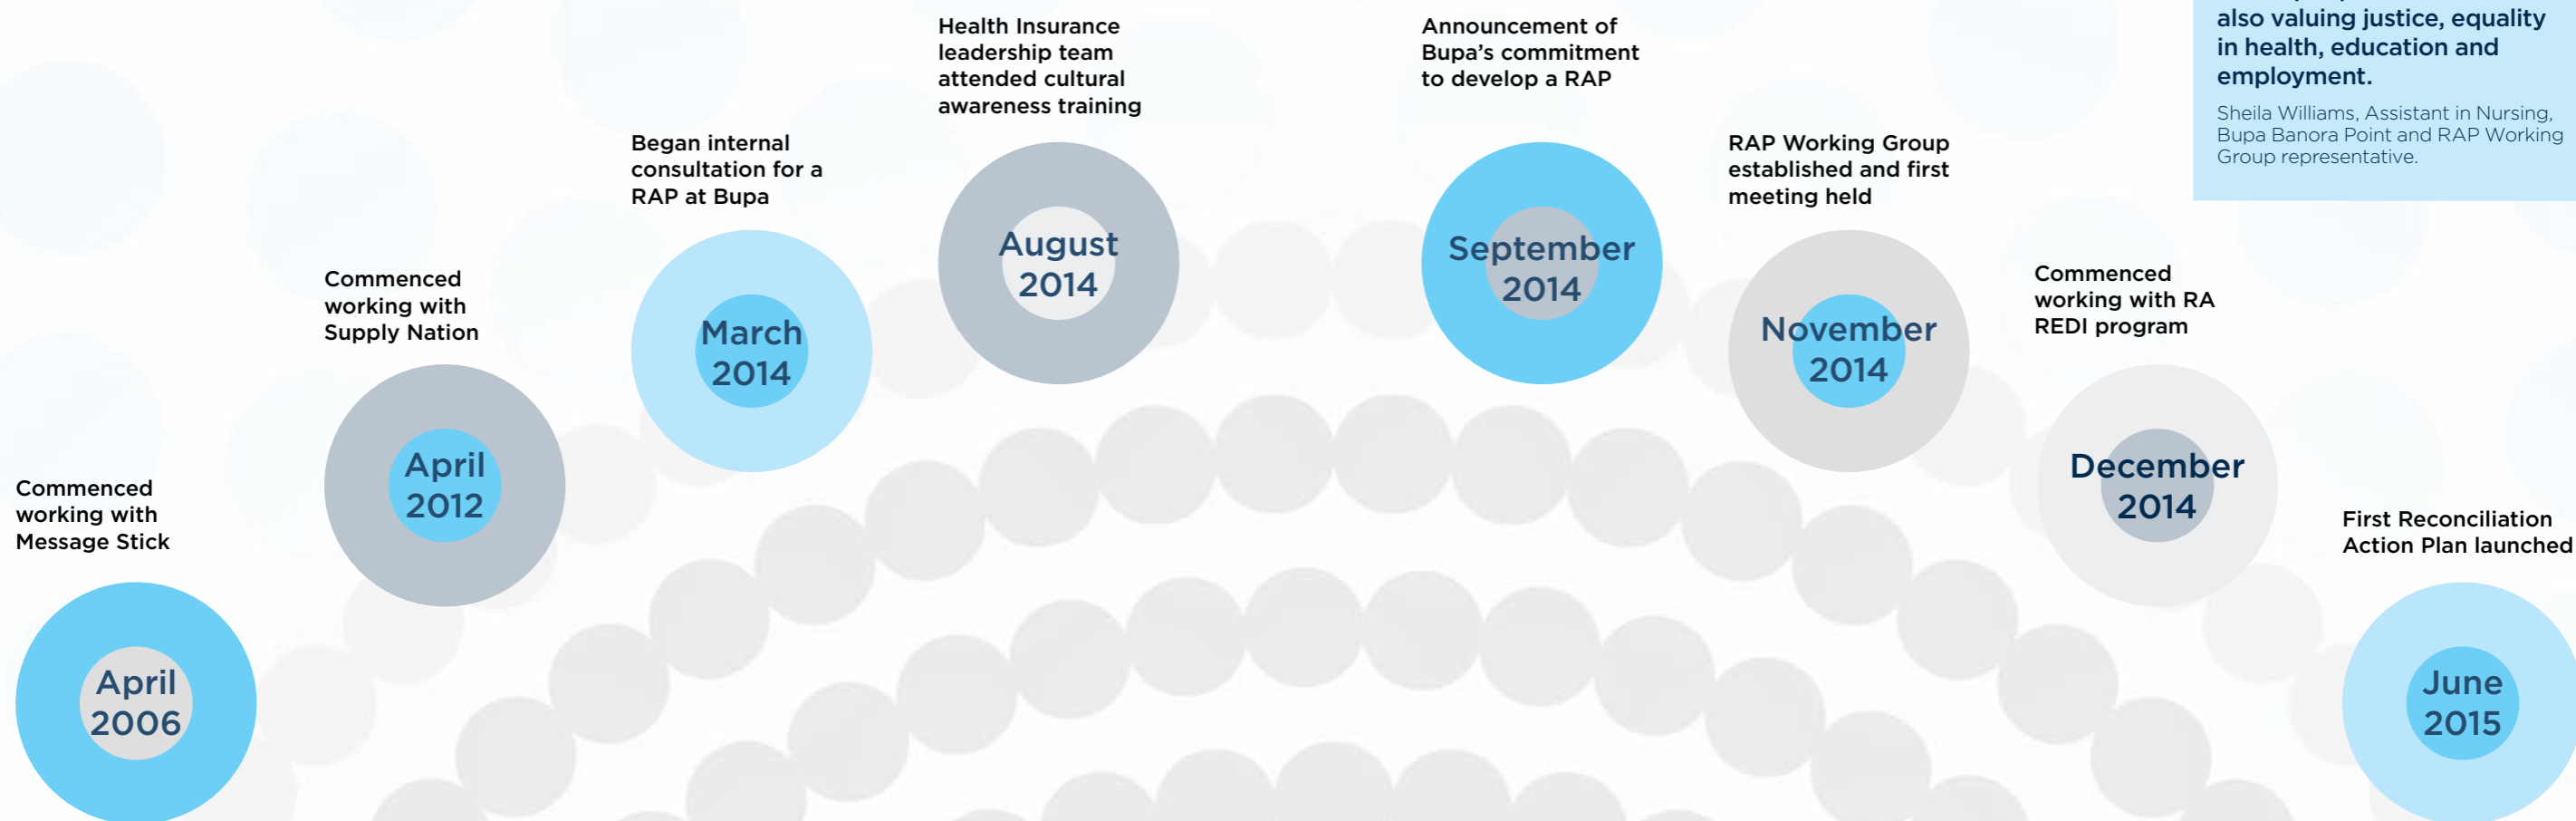 Commenced
working with
Message Stick
April
2006
Commenced
working with
Supply Nation
April
2012
Began internal
consultation for a
RAP at Bupa
March
2014
Health Insurance
leadership team
attended cultural
awareness training
August
2014
Announcement of
Bupa’s commitment
to develop a RAP
September
2014
RAP Working Group
established and first
meeting held
November
2014
Commenced
working with RA
REDI program
December
2014
First Reconciliation
Action Plan launched
June
2015
also valuing justice, equality
in health, education and
employment.
Sheila Williams, Assistant in Nursing,
Bupa Banora Point and RAP Working
Group representative.